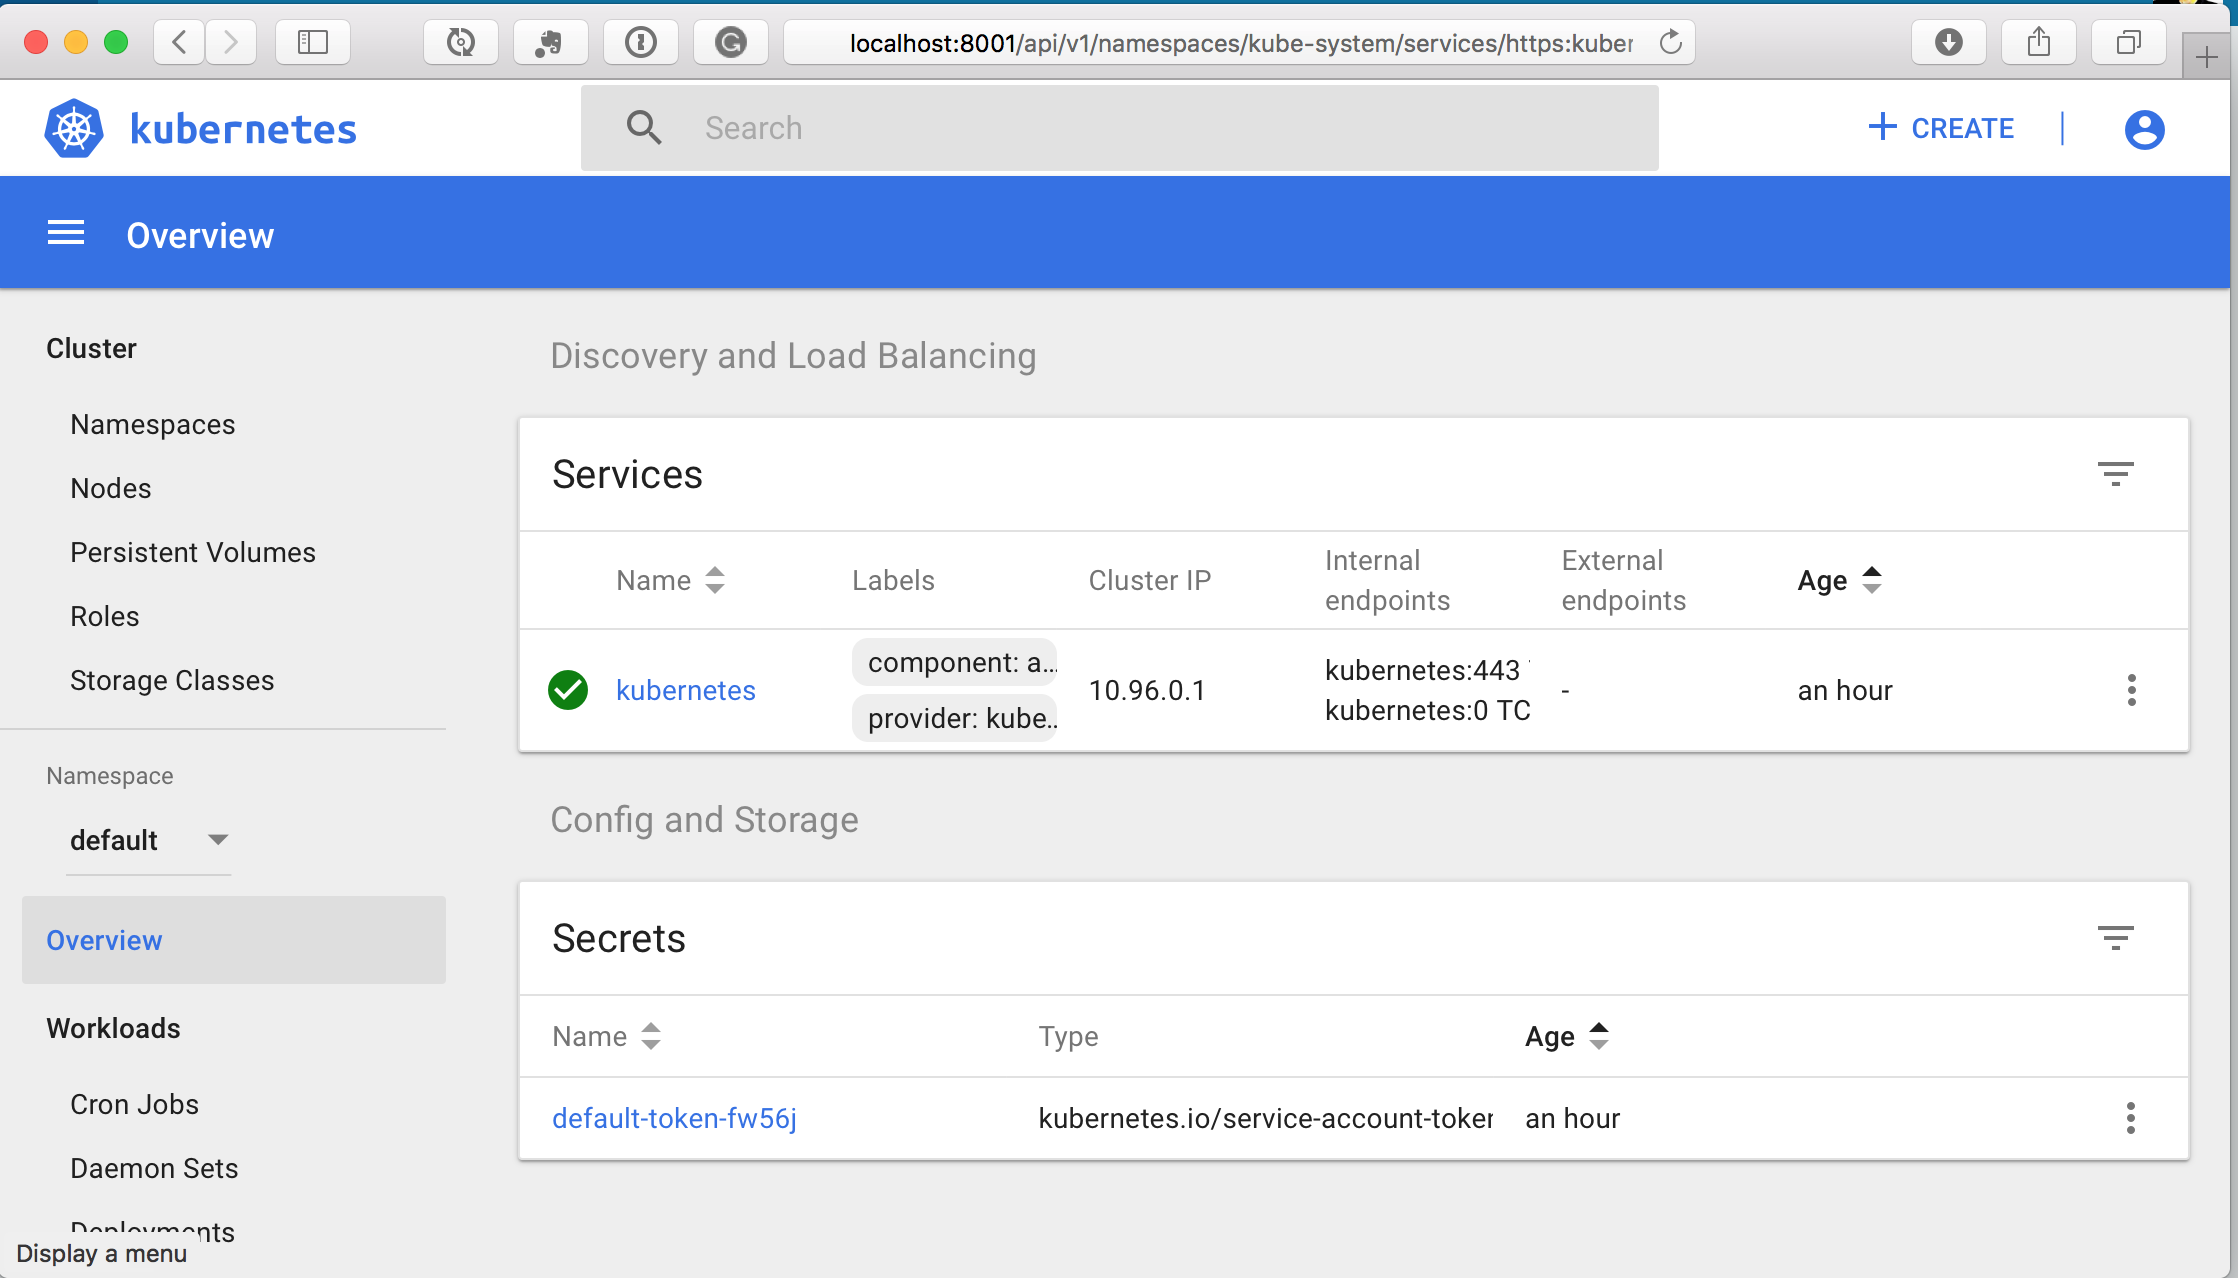 localhost:8001/api/v1/namespaces/kube-system/services/https:kuber
kubernetes
Search
CREATE
Overview
Cluster
Namespaces
Nodes
Persistent Volumes
Roles
Storage Classes
Namespace
default
Overview
Workloads
Cron Jobs
Daemon Sets
Deployments
Display a menu
Discovery and Load Balancing
Services
Name
Labels
Cluster IP
Internal
endpoints
External
endpoints
Age
kubernetes
component: a...
provider: kube...
10.96.0.1
kubernetes:443
kubernetes:0 TC
-
an hour
Config and Storage
Secrets
Name
Type
Age
default-token-fw56j
kubernetes.io/service-account-token
an hour